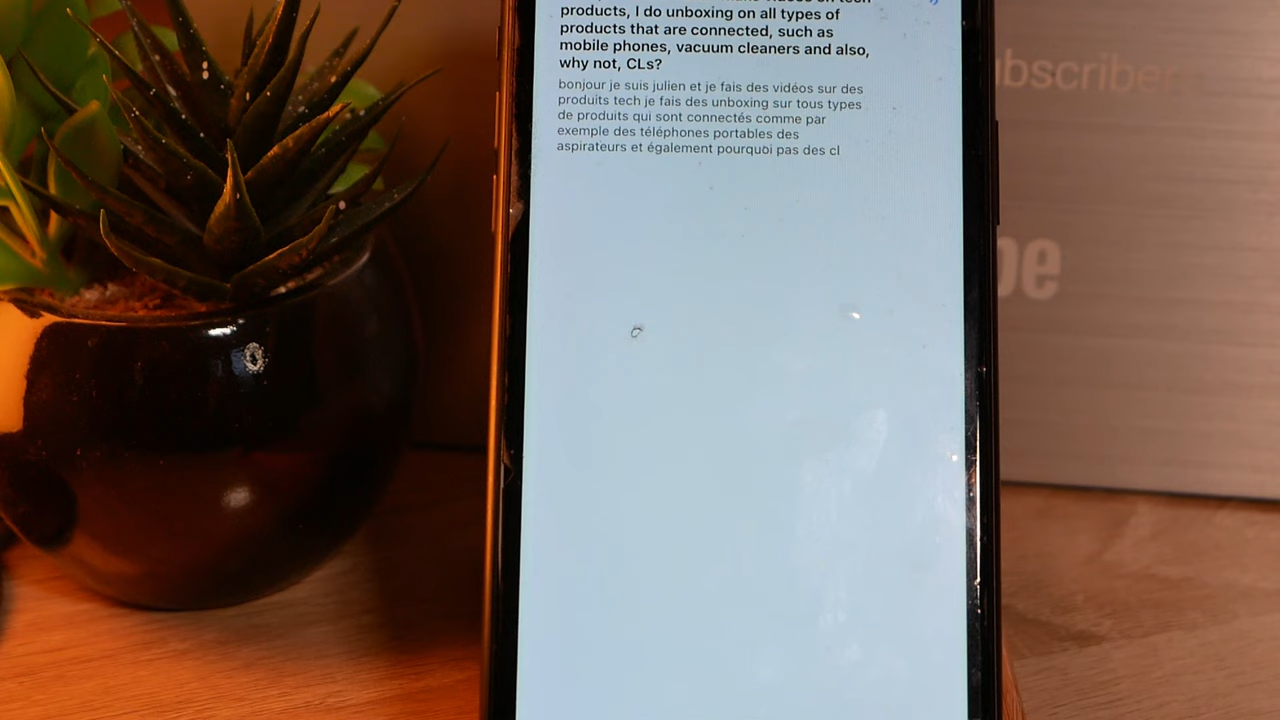 products, I do unboxing on all types of
products that are connected, such as
mobile phones, vacuum cleaners and also,
why not, CLs?
bonjour je suis julien et je fais des vidéos sur des
produits tech je fais des unboxing sur tous types
de produits qui sont connectés comme par
exemple des téléphones portables des
aspirateurs et également pourquoi pas des cl